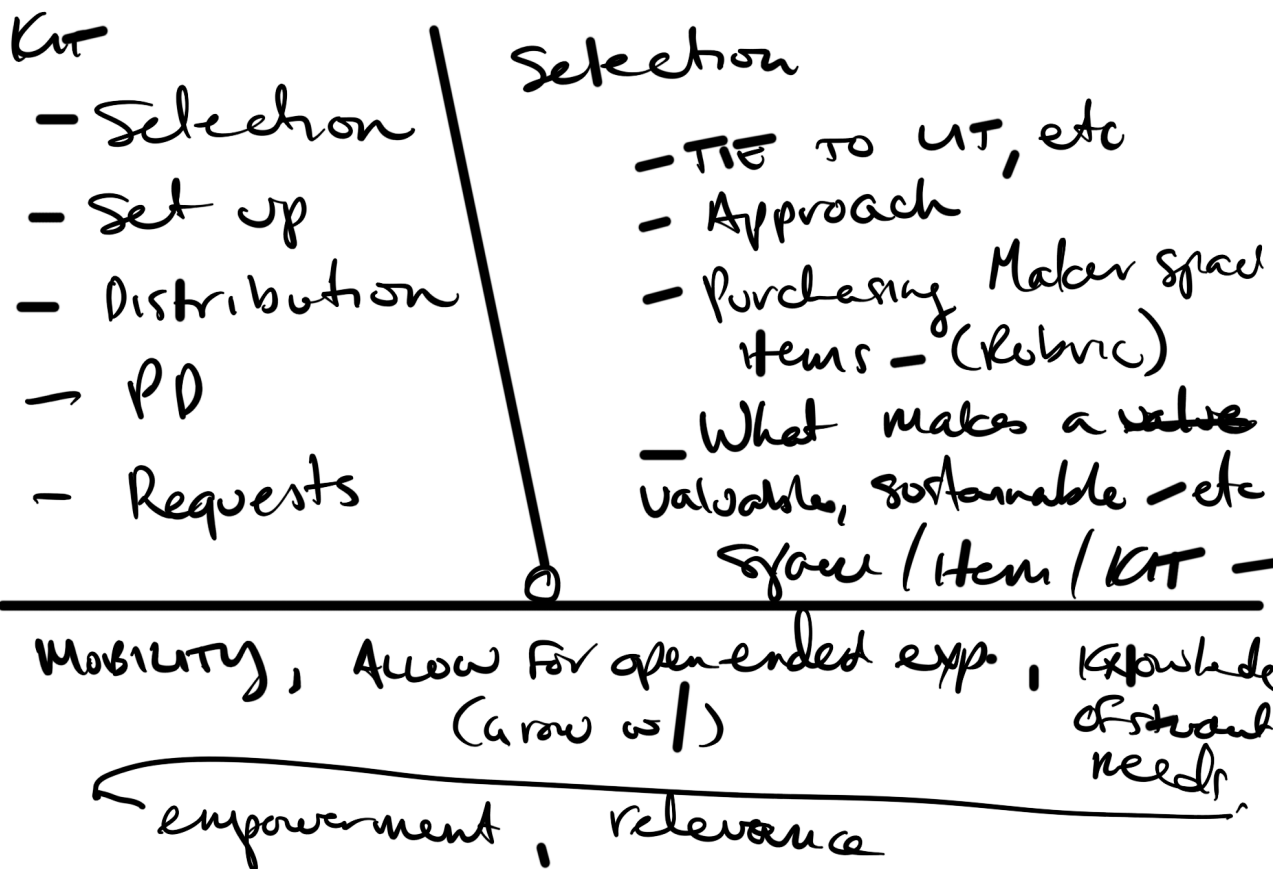 KIT
- Selection
- Set up
- Distribution
- PD
- Requests
Selection
- TIE TO UT, etc
- Approach
- Purchasing Maker space
Items - (Rubric)
- What makes a value
valuable, sustainable - etc
space / Item / KIT -
MOBILITY, Allow For open-ended exp., Knowledge
(Grow w/) of student
needs
empowerment, relevance